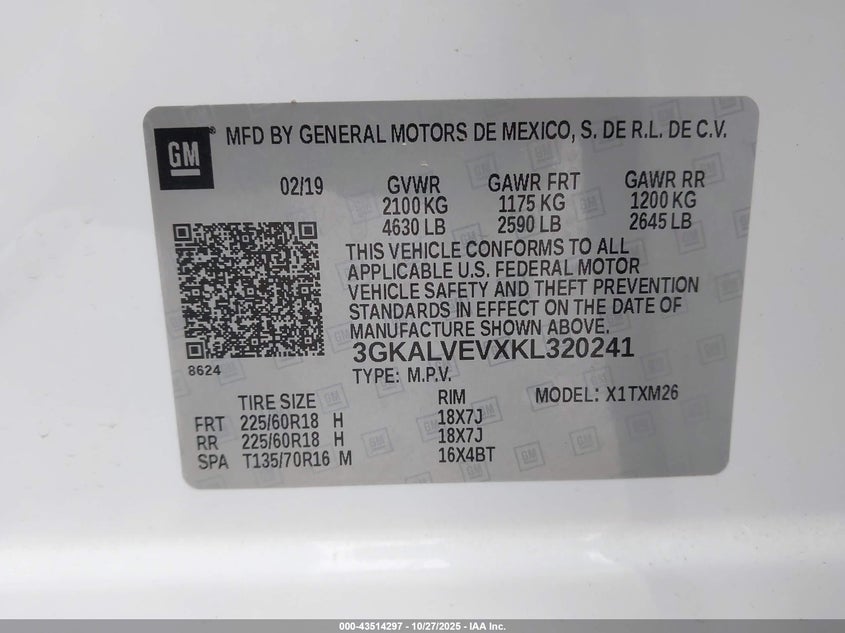 GM
MFD BY GENERAL MOTORS DE MEXICO, S. DE R.L. DE C.V.
02/19 GVWR GAWR FRT GAWR RR
2100 KG 1175 KG 1200 KG
4630 LB 2590 LB 2645 LB
THIS VEHICLE CONFORMS TO ALL
APPLICABLE U.S. FEDERAL MOTOR
VEHICLE SAFETY AND THEFT PREVENTION
STANDARDS IN EFFECT ON THE DATE OF
MANUFACTURE SHOWN ABOVE.
8624 3GKALVEVXKL320241
TYPE: M.P.V.
TIRE SIZE RIM MODEL: X1TXM26
FRT 225/60R18 H 18X7J
RR 225/60R18 H 18X7J
SPA T135/70R16 M 16X4BT
000-43514297 - 10/27/2025 - IAA Inc.